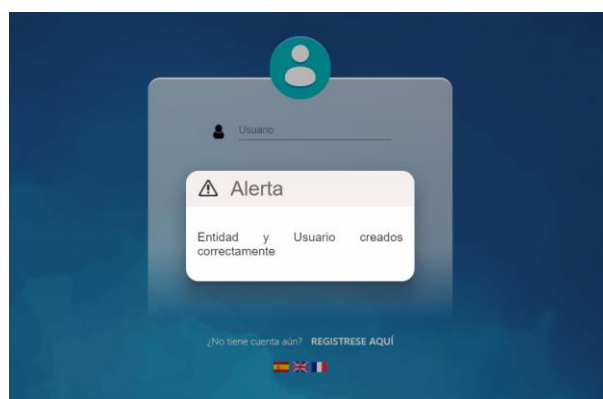 Usuario
Alerta
Entidad y Usuario creados
correctamente
¿No tiene cuenta aún? REGISTRESE AQUÍ